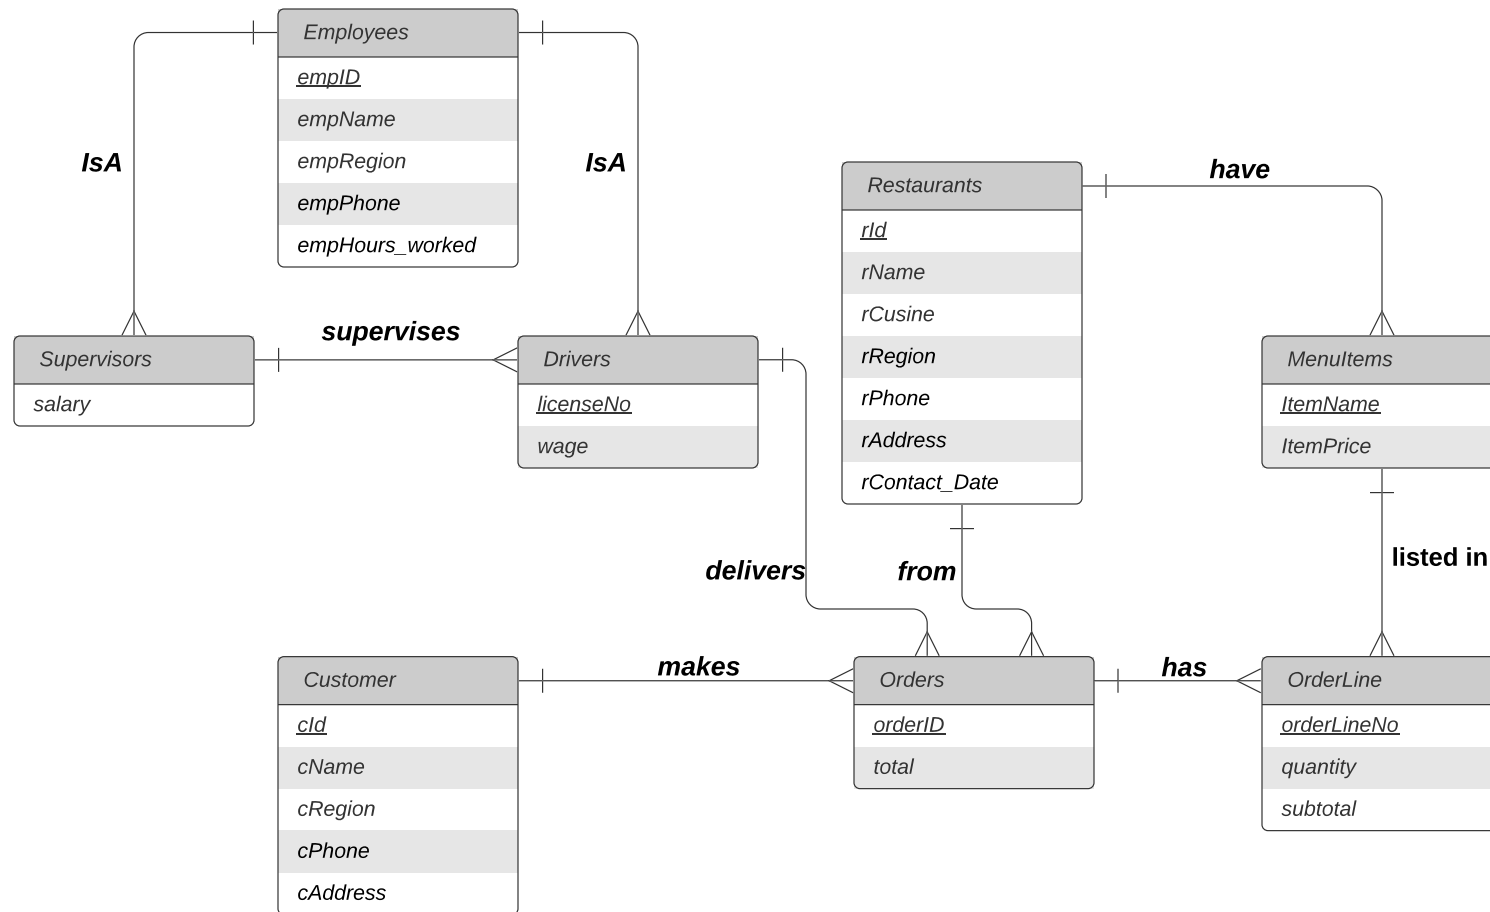 Employees
empID
empName
empRegion
empPhone
empHours_worked
IsA
IsA
Restaurants
rId
rName
rCusine
rRegion
rPhone
rAddress
rContact_Date
have
Supervisors
salary
supervises
Drivers
licenseNo
wage
MenuItems
ItemName
ItemPrice
delivers
from
listed in
Customer
cId
cName
cRegion
cPhone
cAddress
makes
Orders
orderID
total
has
OrderLine
orderLineNo
quantity
subtotal